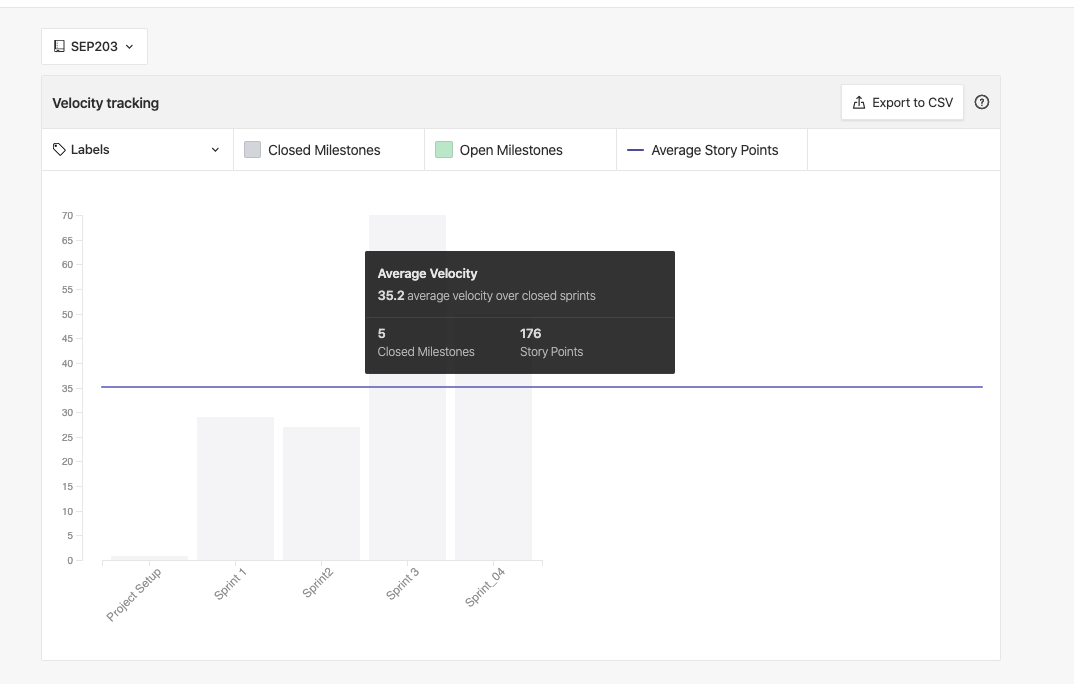 SEP203
Velocity tracking
Export to CSV
?
Labels
Closed Milestones
Open Milestones
Average Story Points
70
65
60
55
50
45
40
35
30
25
20
15
10
5
0
Average Velocity
35.2 average velocity over closed sprints
5 176
Closed Milestones Story Points
Project Setup
Sprint 1
Sprint2
Sprint 3
Sprint_04